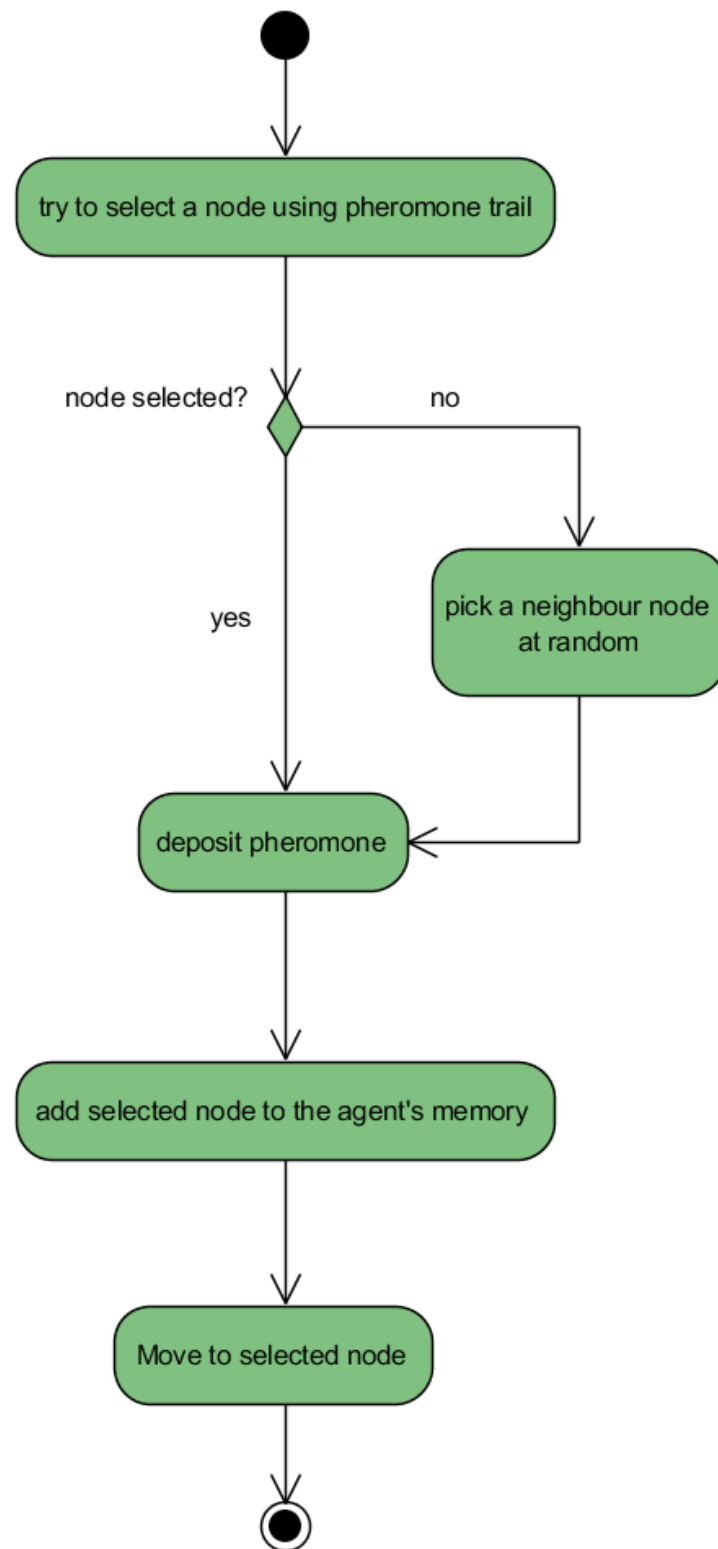 try to select a node using pheromone trail
node selected?
no
yes
pick a neighbour node
at random
deposit pheromone
add selected node to the agent's memory
Move to selected node